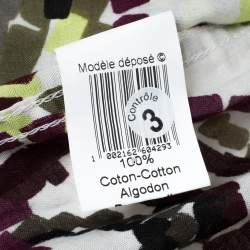 Modèle déposé ©
Contrôle
3
1 002162 604293
100%
Coton-Cotton
Algodon